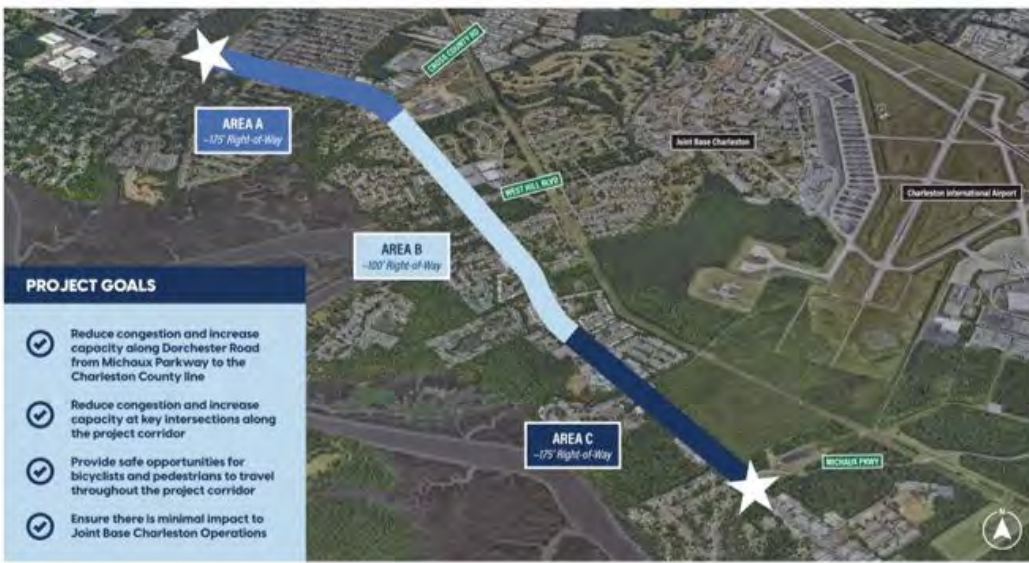 CROSS COUNTY RD
AREA A
~175' Right-of-Way
Joint Base Charleston
WEST HILL BLVD
Charleston International Airport
AREA B
~100' Right-of-Way
PROJECT GOALS
Reduce congestion and increase
capacity along Dorchester Road
from Michaux Parkway to the
Charleston County line
Reduce congestion and increase
capacity at key intersections along
the project corridor
Provide safe opportunities for
bicyclists and pedestrians to travel
throughout the project corridor
Ensure there is minimal impact to
Joint Base Charleston Operations
AREA C
~175' Right-of-Way
MICHAUX PKWY
N